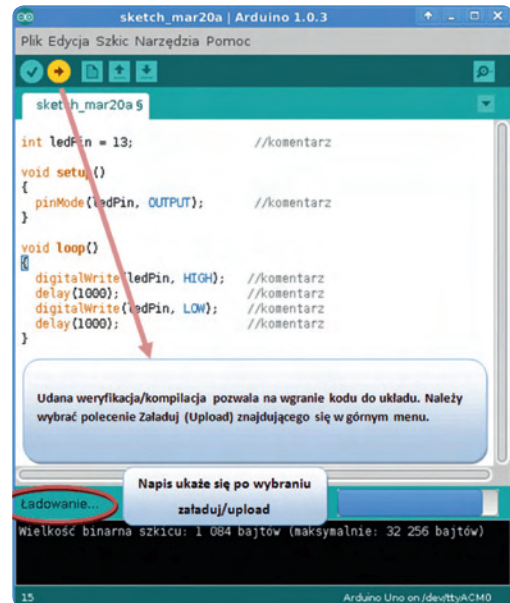 sketch_mar20a | Arduino 1.0.3
Plik Edycja Szkic Narzędzia Pomoc
sketch_mar20a §
int ledPin = 13; //komentarz
void setup()
{
pinMode(ledPin, OUTPUT); //komentarz
}
void loop()
{
digitalWrite(ledPin, HIGH); //komentarz
delay(1000); //komentarz
digitalWrite(ledPin, LOW); //komentarz
delay(1000); //komentarz
}
Udana weryfikacja/kompilacja pozwala na wgranie kodu do układu. Należy
wybrać polecenie Załaduj (Upload) znajdującego się w górnym menu.
Napis ukaże się po wybraniu
załaduj/upload
Ładowanie...
Wielkość binarna szkicu: 1 084 bajtów (maksymalnie: 32 256 bajtów)
15 Arduino Uno on /dev/ttyACM0